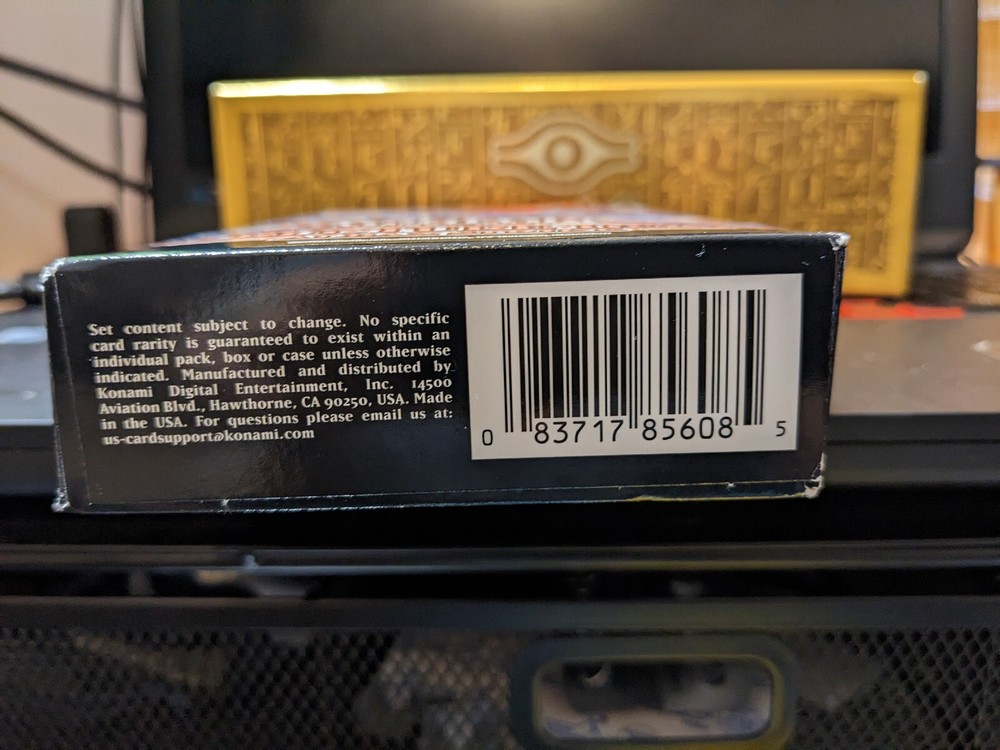 Set content subject to change. No specific
card rarity is guaranteed to exist within an
individual pack, box or case unless otherwise
indicated. Manufactured and distributed by
Konami Digital Entertainment, Inc. 14500
Aviation Blvd., Hawthorne, CA 90250, USA. Made
in the USA. For questions please email us at:
us-cardsupport@konami.com
0 83717 85608 5